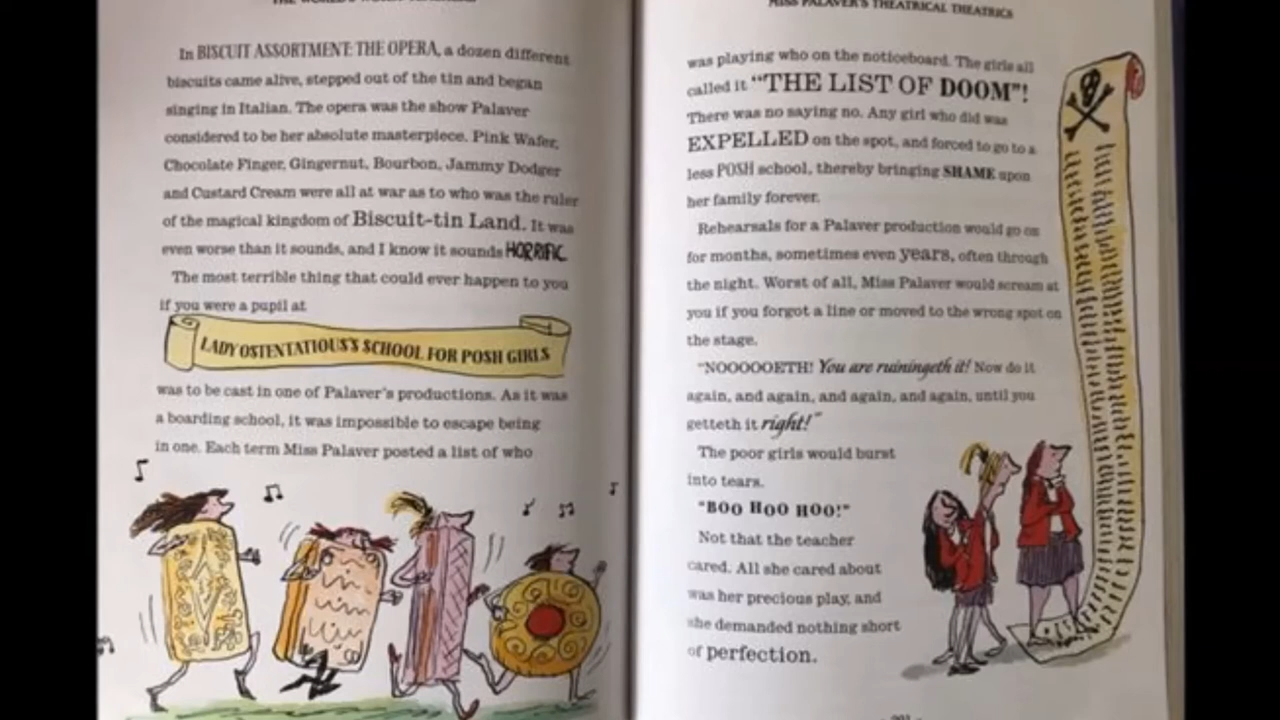 In BISCUIT ASSORTMENT: THE OPERA, a dozen different
biscuits came alive, stepped out of the tin and began
singing in Italian. The opera was the show Palaver
considered to be her absolute masterpiece. Pink Wafer,
Chocolate Finger, Gingernut, Bourbon, Jammy Dodger
and Custard Cream were all at war as to who was the ruler
of the magical kingdom of Biscuit-tin Land. It was
even worse than it sounds, and I know it sounds HORRIFIC.
The most terrible thing that could ever happen to you
if you were a pupil at
LADY OSTENTATIOUS'S SCHOOL FOR POSH GIRLS
was to be cast in one of Palaver's productions. As it was
a boarding school, it was impossible to escape being
in one. Each term Miss Palaver posted a list of who
MISS PALAVER'S THEATRICAL THEATRICS
was playing who on the noticeboard. The girls all
called it "THE LIST OF DOOM"!
There was no saying no. Any girl who did was
EXPELLED on the spot, and forced to go to a
less POSH school, thereby bringing SHAME upon
her family forever.
Rehearsals for a Palaver production would go on
for months, sometimes even years, often through
the night. Worst of all, Miss Palaver would scream at
you if you forgot a line or moved to the wrong spot on
the stage.
"NOOOOOETH! You are ruiningeth it! Now do it
again, and again, and again, and again, until you
getteth it right!"
The poor girls would burst
into tears.
"BOO HOO HOO!"
Not that the teacher
cared. All she cared about
was her precious play, and
she demanded nothing short
of perfection.